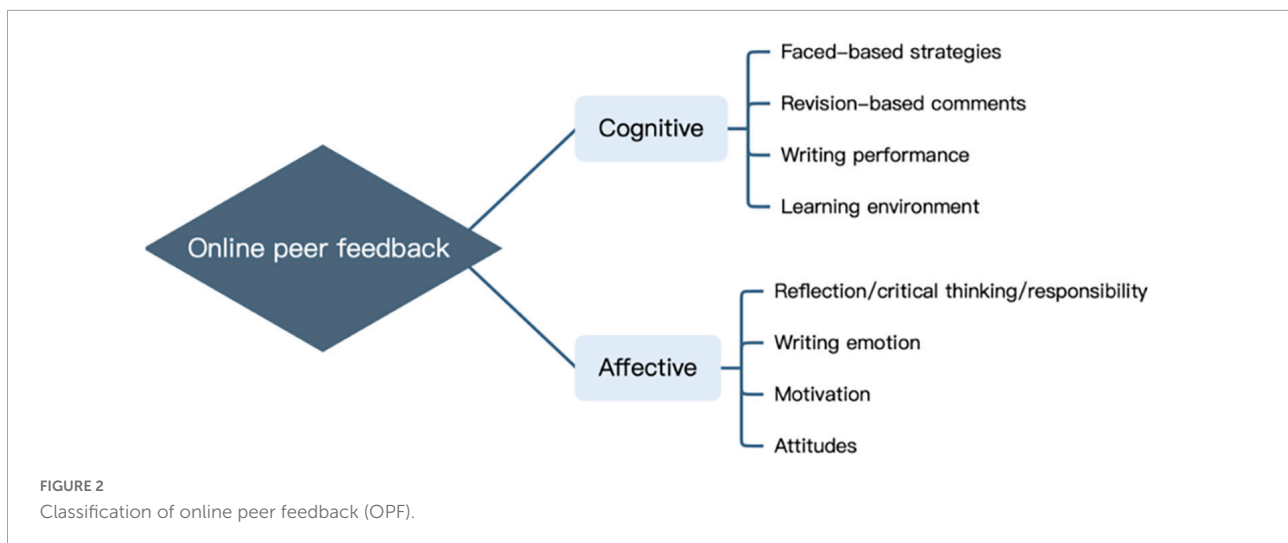 Online peer feedback
Cognitive
Faced-based strategies
Revision-based comments
Writing performance
Learning environment
Affective
Reflection/critical thinking/responsibility
Writing emotion
Motivation
Attitudes
FIGURE 2
Classification of online peer feedback (OPF).